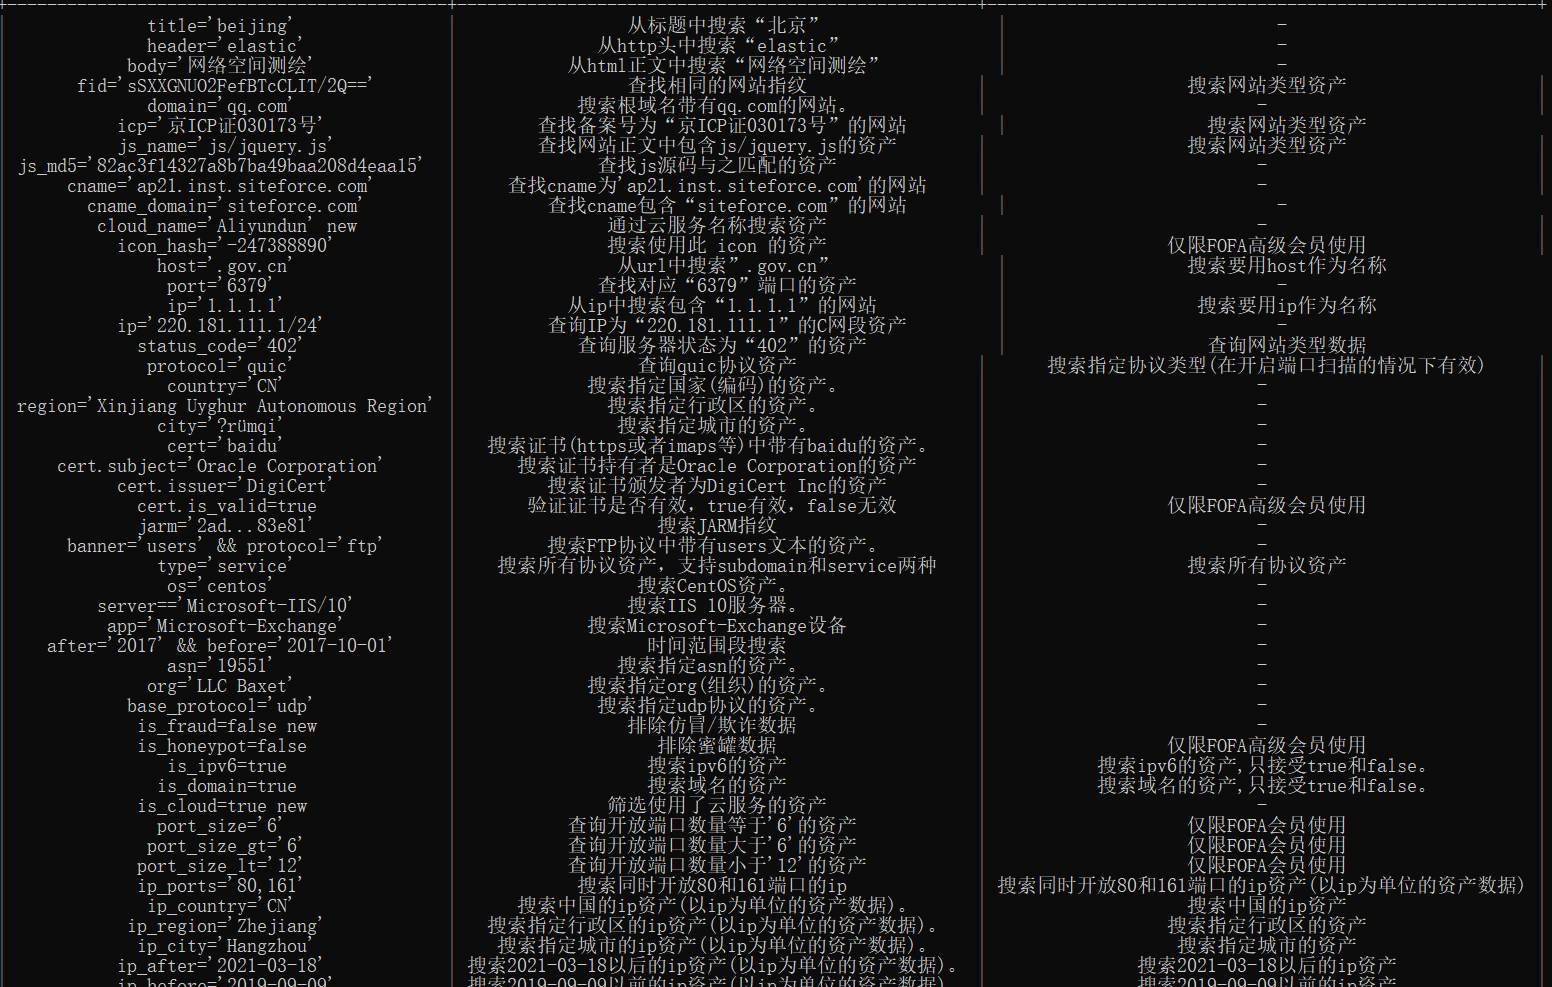 title='beijing' 从标题中搜索“北京” -
header='elastic' 从http头中搜索“elastic” -
body='网络空间测绘' 从html正文中搜索“网络空间测绘” -
fid='sSXXGNUO2FefBTcCLIT/2Q==' 查找相同的网站指纹 搜索网站类型资产
domain='qq.com' 搜索根域名带有qq.com的网站。 -
icp='京ICP证030173号' 查找备案号为“京ICP证030173号”的网站 搜索网站类型资产
js_name='js/jquery.js' 查找网站正文中包含js/jquery.js的资产 搜索网站类型资产
js_md5='82ac3f14327a8b7ba49baa208d4eaa15' 查找js源码与之匹配的资产 -
cname='ap21.inst.siteforce.com' 查找cname为'ap21.inst.siteforce.com'的网站 -
cname_domain='siteforce.com' 查找cname包含“siteforce.com”的网站 -
cloud_name='Aliyundun' new 通过云服务名称搜索资产 -
icon_hash='-247388890' 搜索使用此 icon 的资产 仅限FOFA高级会员使用
host='.gov.cn' 从url中搜索”.gov.cn” 搜索要用host作为名称
port='6379' 查找对应“6379”端口的资产 -
ip='1.1.1.1' 从ip中搜索包含“1.1.1.1”的网站 搜索要用ip作为名称
ip='220.181.111.1/24' 查询IP为“220.181.111.1”的C网段资产 -
status_code='402' 查询服务器状态为“402”的资产 查询网站类型数据
protocol='quic' 查询quic协议资产 搜索指定协议类型(在开启端口扫描的情况下有效)
country='CN' 搜索指定国家(编码)的资产。 -
region='Xinjiang Uyghur Autonomous Region' 搜索指定行政区的资产。 -
city='?rümqi' 搜索指定城市的资产。 -
cert='baidu' 搜索证书(https或者imaps等)中带有baidu的资产。 -
cert.subject='Oracle Corporation' 搜索证书持有者是Oracle Corporation的资产 -
cert.issuer='DigiCert' 搜索证书颁发者为DigiCert Inc的资产 -
cert.is_valid=true 验证证书是否有效，true有效，false无效 仅限FOFA高级会员使用
jarm='2ad...83e81' 搜索JARM指纹 -
banner='users' && protocol='ftp' 搜索FTP协议中带有users文本的资产。 -
type='service' 搜索所有协议资产，支持subdomain和service两种 搜索所有协议资产
os='centos' 搜索CentOS资产。 -
server=='Microsoft-IIS/10' 搜索IIS 10服务器。 -
app='Microsoft-Exchange' 搜索Microsoft-Exchange设备 -
after='2017' && before='2017-10-01' 时间范围段搜索 -
asn='19551' 搜索指定asn的资产。 -
org='LLC Baxet' 搜索指定org(组织)的资产。 -
base_protocol='udp' 搜索指定udp协议的资产。 -
is_fraud=false new 排除仿冒/欺诈数据 -
is_honeypot=false 排除蜜罐数据 仅限FOFA高级会员使用
is_ipv6=true 搜索ipv6的资产 搜索ipv6的资产,只接受true和false。
is_domain=true 搜索域名的资产 搜索域名的资产,只接受true和false。
is_cloud=true new 筛选使用了云服务的资产 -
port_size='6' 查询开放端口数量等于'6'的资产 仅限FOFA会员使用
port_size_gt='6' 查询开放端口数量大于'6'的资产 仅限FOFA会员使用
port_size_lt='12' 查询开放端口数量小于'12'的资产 仅限FOFA会员使用
ip_ports='80,161' 搜索同时开放80和161端口的ip 搜索同时开放80和161端口的ip资产(以ip为单位的资产数据)
ip_country='CN' 搜索中国的ip资产(以ip为单位的资产数据)。 搜索中国的ip资产
ip_region='Zhejiang' 搜索指定行政区的ip资产(以ip为单位的资产数据)。 搜索指定行政区的资产
ip_city='Hangzhou' 搜索指定城市的ip资产(以ip为单位的资产数据)。 搜索指定城市的资产
ip_after='2021-03-18' 搜索2021-03-18以后的ip资产(以ip为单位的资产数据)。 搜索2021-03-18以后的ip资产
ip_before='2019-09-09' 搜索2019-09-09以前的ip资产(以ip为单位的资产数据) 搜索2019-09-09以前的ip资产